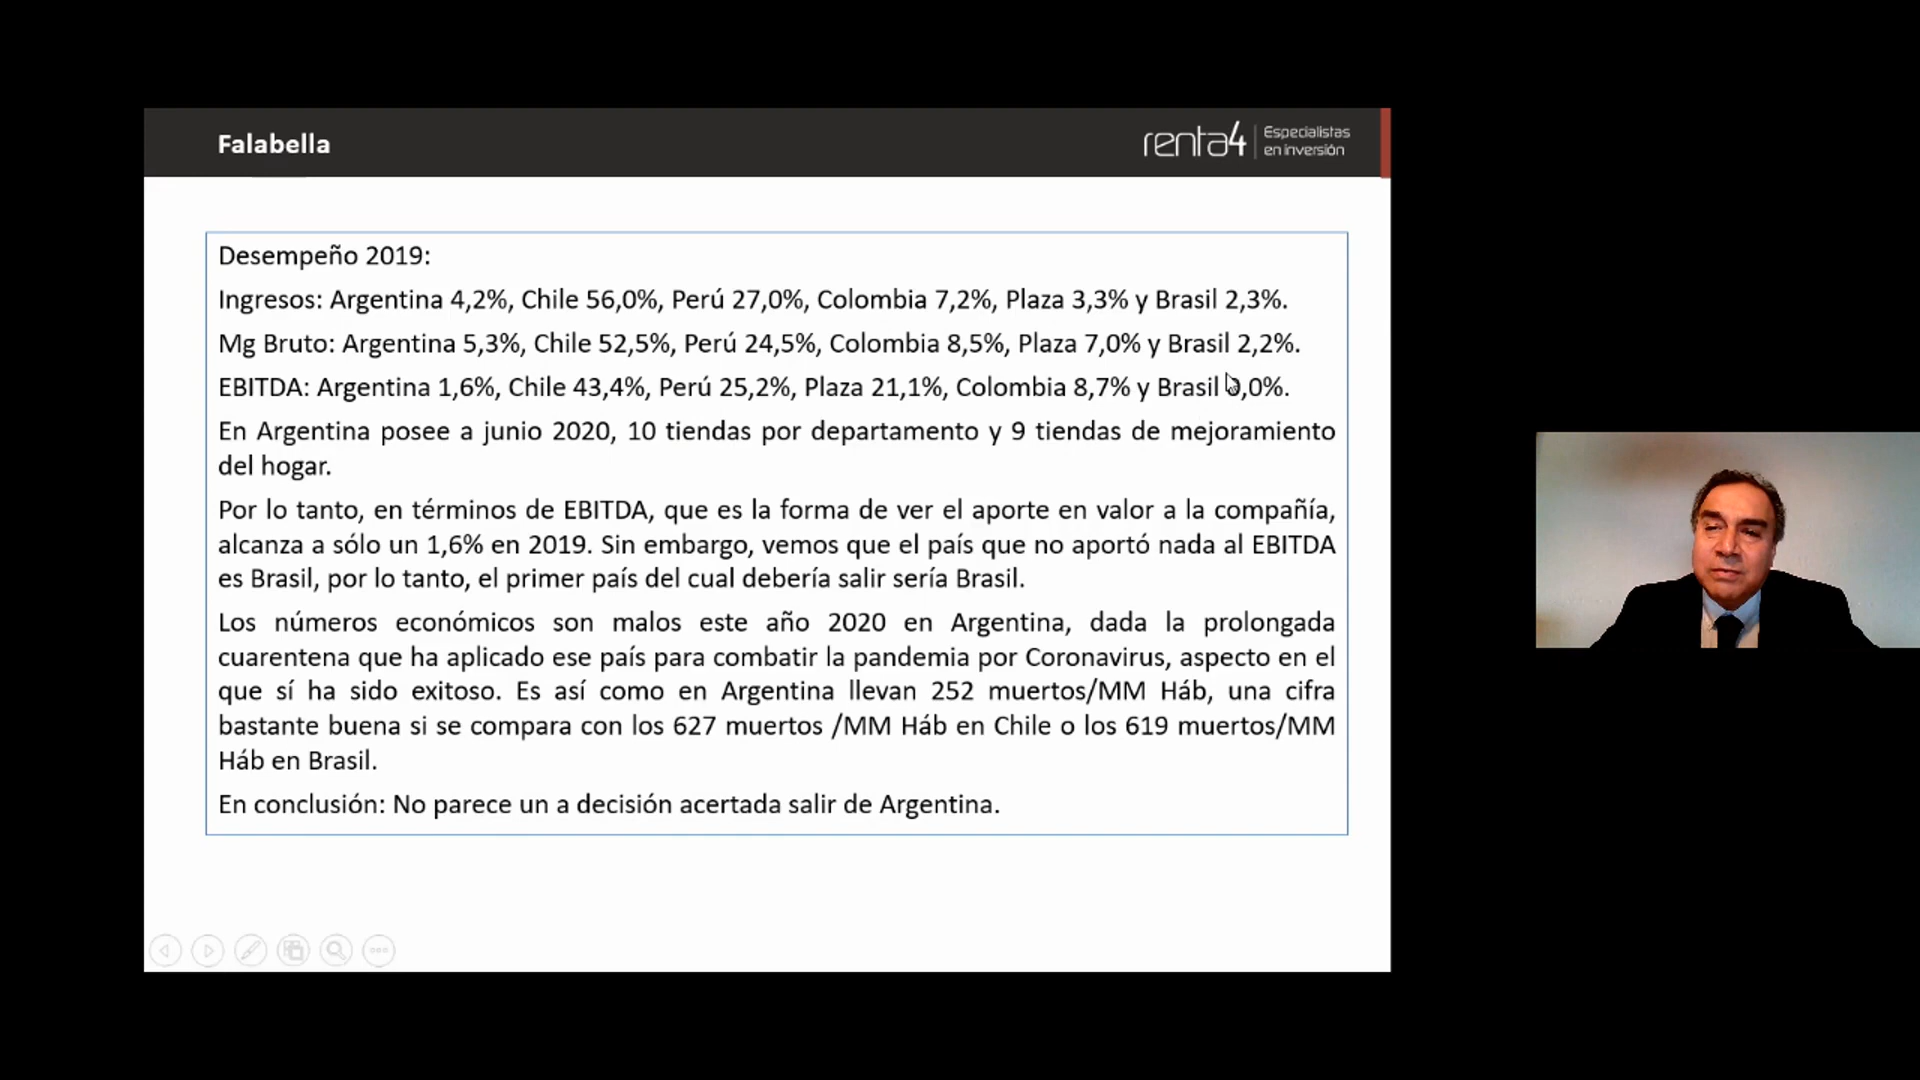 Falabella
renta4 Especialistas
en inversión
Desempeño 2019:
Ingresos: Argentina 4,2%, Chile 56,0%, Perú 27,0%, Colombia 7,2%, Plaza 3,3% y Brasil 2,3%.
Mg Bruto: Argentina 5,3%, Chile 52,5%, Perú 24,5%, Colombia 8,5%, Plaza 7,0% y Brasil 2,2%.
EBITDA: Argentina 1,6%, Chile 43,4%, Perú 25,2%, Plaza 21,1%, Colombia 8,7% y Brasil 0,0%.
En Argentina posee a junio 2020, 10 tiendas por departamento y 9 tiendas de mejoramiento
del hogar.
Por lo tanto, en términos de EBITDA, que es la forma de ver el aporte en valor a la compañía,
alcanza a sólo un 1,6% en 2019. Sin embargo, vemos que el país que no aportó nada al EBITDA
es Brasil, por lo tanto, el primer país del cual debería salir sería Brasil.
Los números económicos son malos este año 2020 en Argentina, dada la prolongada
cuarentena que ha aplicado ese país para combatir la pandemia por Coronavirus, aspecto en el
que sí ha sido exitoso. Es así como en Argentina llevan 252 muertos/MM Háb, una cifra
bastante buena si se compara con los 627 muertos /MM Háb en Chile o los 619 muertos/MM
Háb en Brasil.
En conclusión: No parece un a decisión acertada salir de Argentina.